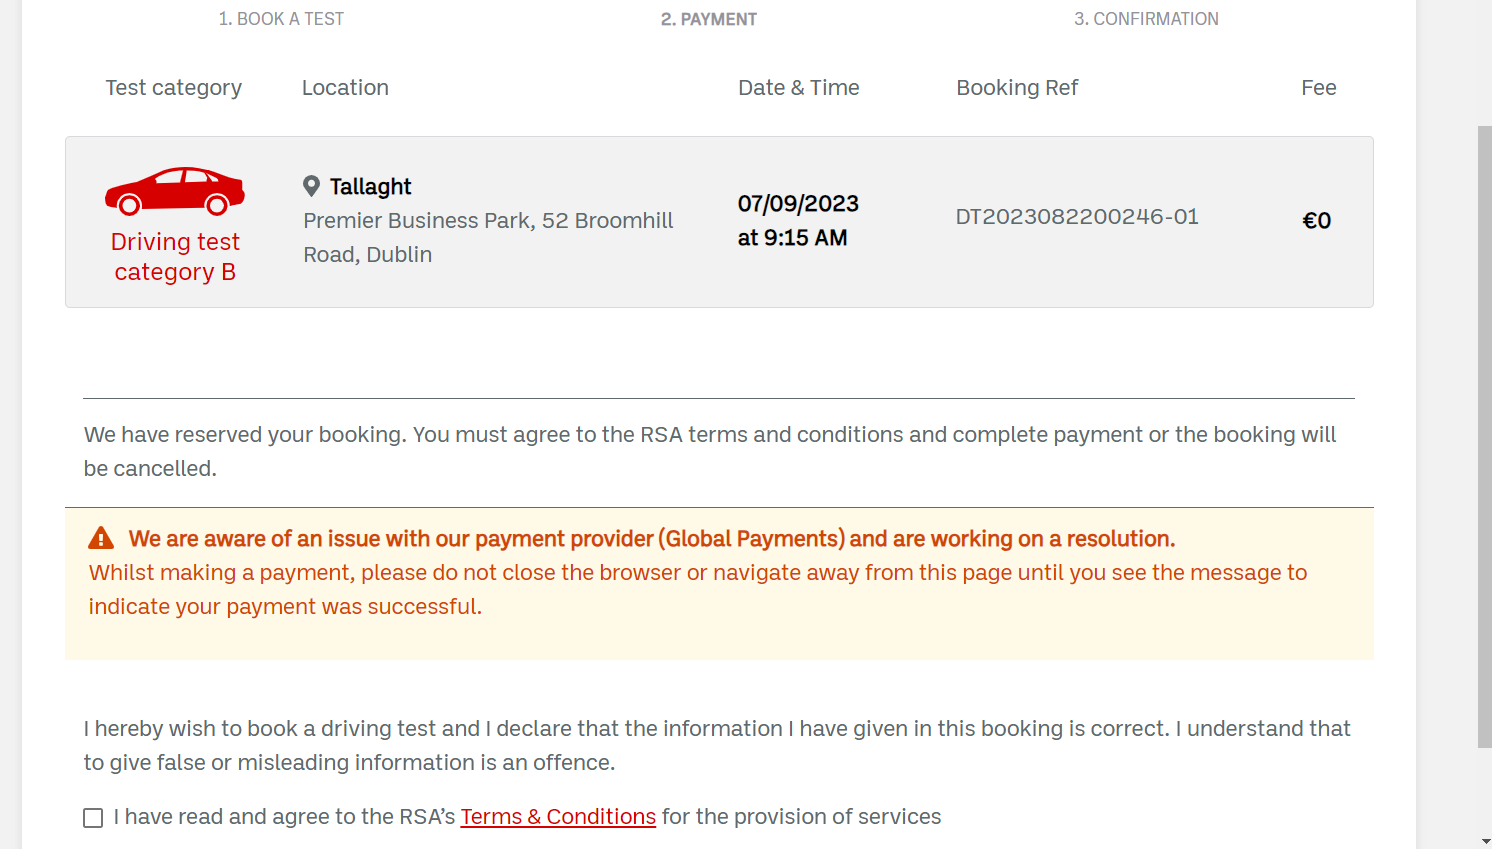 1. BOOK A TEST
2. PAYMENT
3. CONFIRMATION
Test category
Location
Date & Time
Booking Ref
Fee
Driving test
category B
Tallaght
Premier Business Park, 52 Broomhill
Road, Dublin
07/09/2023
at 9:15 AM
DT2023082200246-01
€0
We have reserved your booking. You must agree to the RSA terms and conditions and complete payment or the booking will
be cancelled.
We are aware of an issue with our payment provider (Global Payments) and are working on a resolution.
Whilst making a payment, please do not close the browser or navigate away from this page until you see the message to
indicate your payment was successful.
I hereby wish to book a driving test and I declare that the information I have given in this booking is correct. I understand that
to give false or misleading information is an offence.
I have read and agree to the RSA’s Terms & Conditions for the provision of services